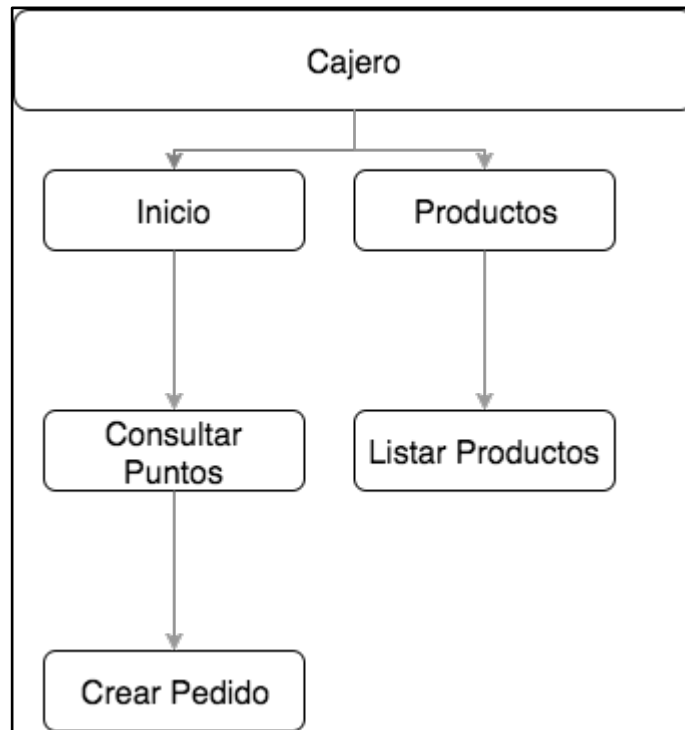 Cajero
Inicio
Productos
Consultar
Puntos
Listar Productos
Crear Pedido